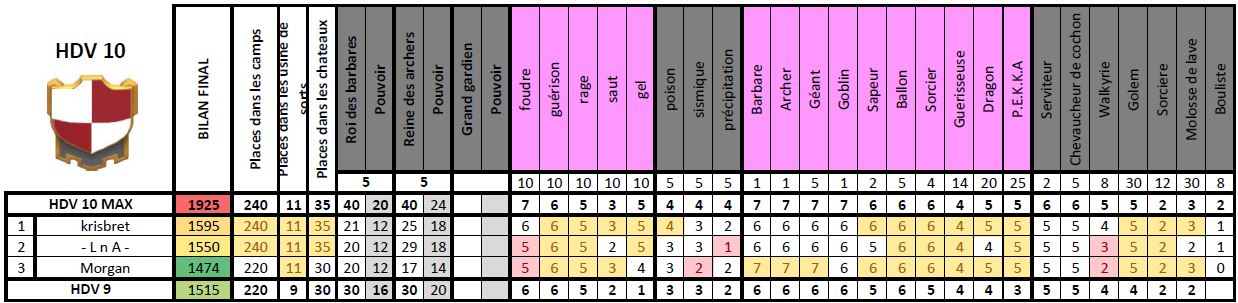 HDV 10
BILAN FINAL
Places dans les camps
Places dans les usine de
sorts
Places dans les chateaux
Roi des barbares
Pouvoir
Reine des archers
Pouvoir
Grand gardien
Pouvoir
foudre
guérison
rage
saut
gel
poison
sismique
précipitation
Barbare
Archer
Géant
Goblin
Sapeur
Ballon
Sorcier
Guerisseuse
Dragon
P.E.K.K.A
Serviteur
Chevaucheur de cochon
Walkyrie
Golem
Sorciere
Molosse de lave
Bouliste
5 5 10 10 10 10 10 5 5 5 1 1 5 1 2 5 4 14 20 25 2 5 8 30 12 30 8
HDV 10 MAX 1925 240 11 35 40 20 40 24 7 6 5 3 5 4 4 4 7 7 7 7 6 6 6 4 5 5 6 6 5 5 2 3 2
1 krisbret 1595 240 11 35 21 12 25 18 6 6 5 3 5 4 3 2 6 6 6 6 6 6 6 4 5 5 5 5 4 5 2 3 1
2 - L n A - 1550 240 11 35 20 12 29 18 5 6 5 2 5 3 3 1 6 6 6 6 5 6 6 4 4 5 5 5 3 5 2 2 1
3 Morgan 1474 220 11 30 20 12 17 14 5 6 5 3 4 3 2 2 7 7 7 6 6 6 6 4 5 5 5 5 2 5 2 3 0
HDV 9 1515 220 9 30 30 16 30 20 6 6 5 2 1 3 3 2 6 6 6 6 5 6 5 4 4 3 5 5 4 4 2 2